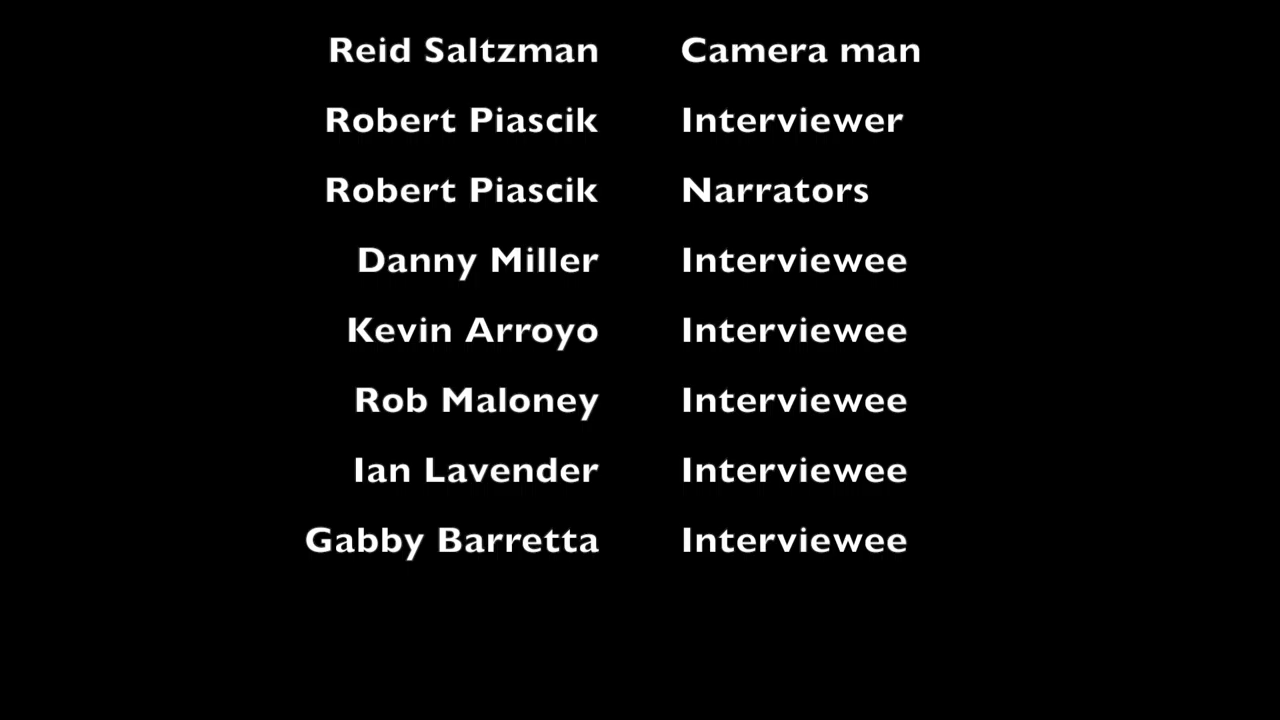 Reid Saltzman Camera man
Robert Piascik Interviewer
Robert Piascik Narrators
Danny Miller Interviewee
Kevin Arroyo Interviewee
Rob Maloney Interviewee
Ian Lavender Interviewee
Gabby Barretta Interviewee